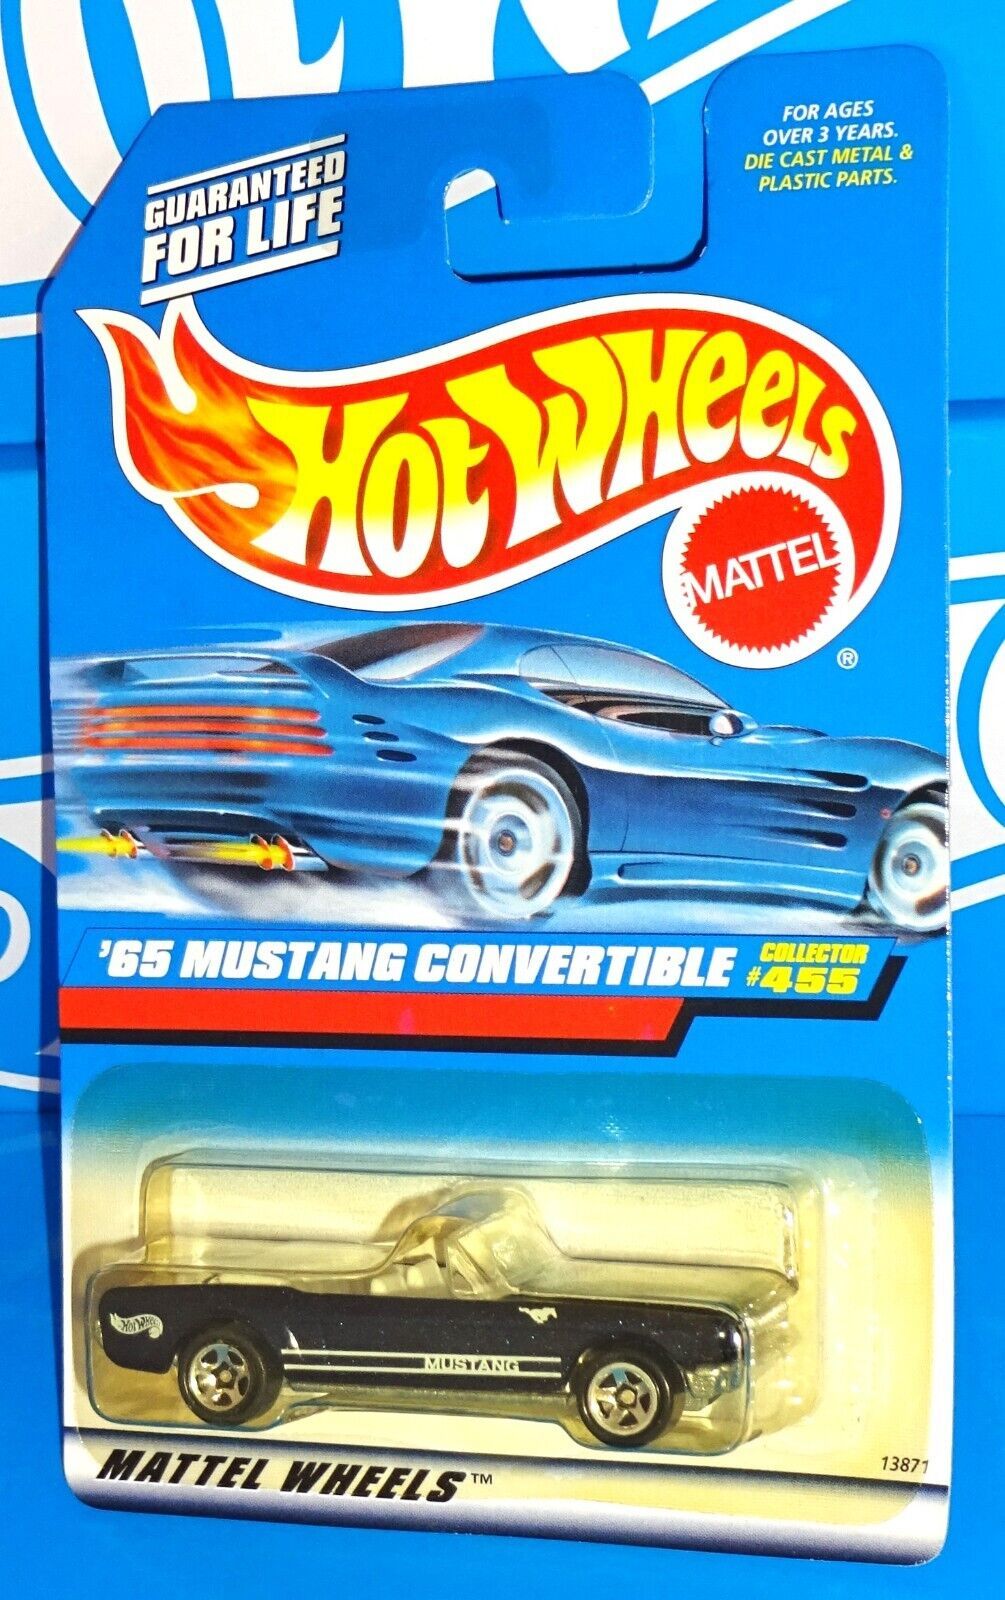 GUARANTEED
FOR LIFE
FOR AGES
OVER 3 YEARS.
DIE CAST METAL &
PLASTIC PARTS.
HOT WHEELS
MATTEL
®
'65 MUSTANG CONVERTIBLE
COLLECTOR
#455
HOT WHEELS
MUSTANG
13871
MATTEL WHEELS™